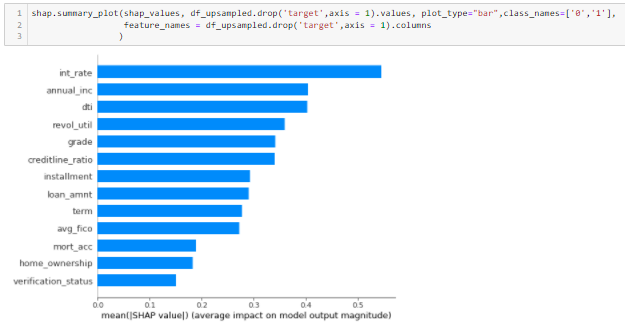 1 shap.summary_plot(shap_values, df_upsampled.drop('target',axis = 1).values, plot_type="bar",class_names=['0','1'],
2 feature_names = df_upsampled.drop('target',axis = 1).columns
3 )
int_rate
annual_inc
dti
revol_util
grade
creditline_ratio
installment
loan_amnt
term
avg_fico
mort_acc
home_ownership
verification_status
0.0 0.1 0.2 0.3 0.4 0.5
mean(|SHAP value|) (average impact on model output magnitude)